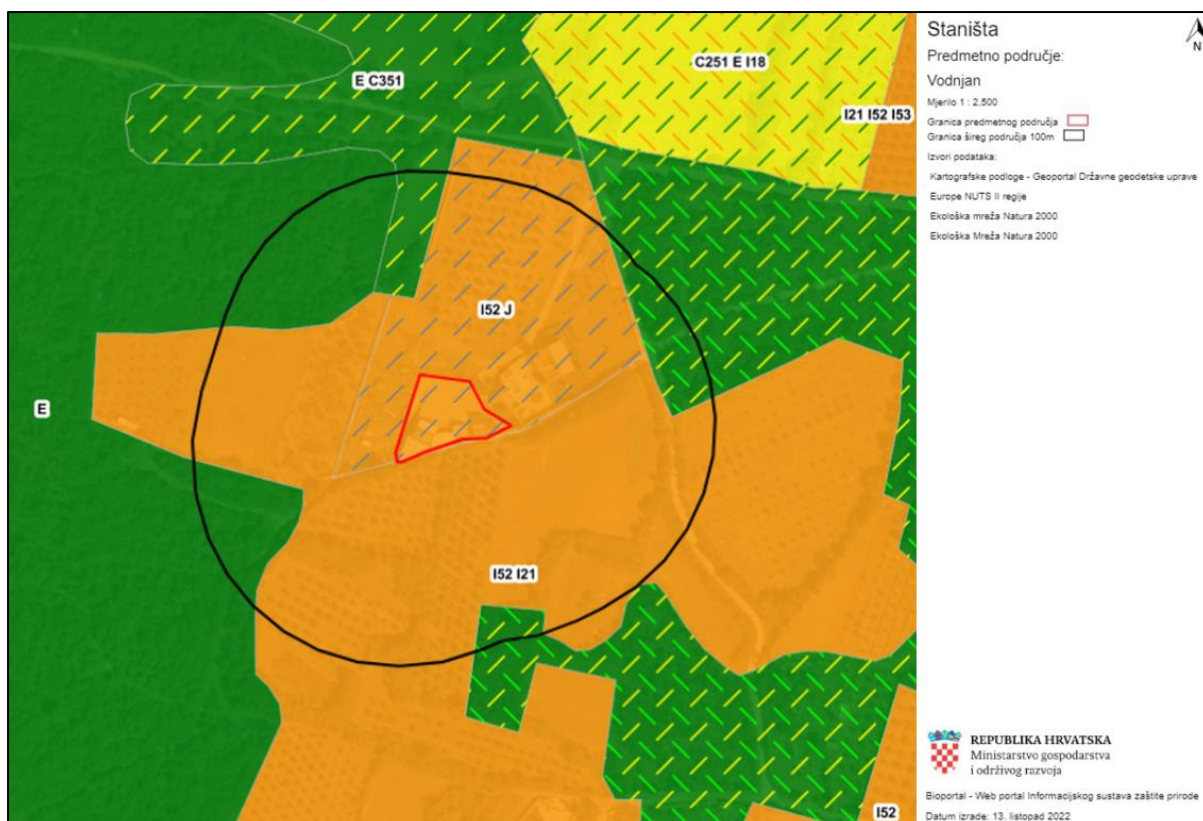 C251 E I18
E C351
I21 I52 I53
I52 J
E
I52 I21
I52
Staništa
N
Predmetno područje:
Vodnjan
Mjerilo 1 : 2,500
Granica predmetnog područja
Granica šireg područja 100m
Izvori podataka:
Kartografske podloge - Geoportal Državne geodetske uprave
Europe NUTS II regije
Ekološka mreža Natura 2000
Ekološka Mreža Natura 2000
REPUBLIKA HRVATSKA
Ministarstvo gospodarstva
i održivog razvoja
Bioportal - Web portal Informacijskog sustava zaštite prirode
Datum izrade: 13. listopad 2022